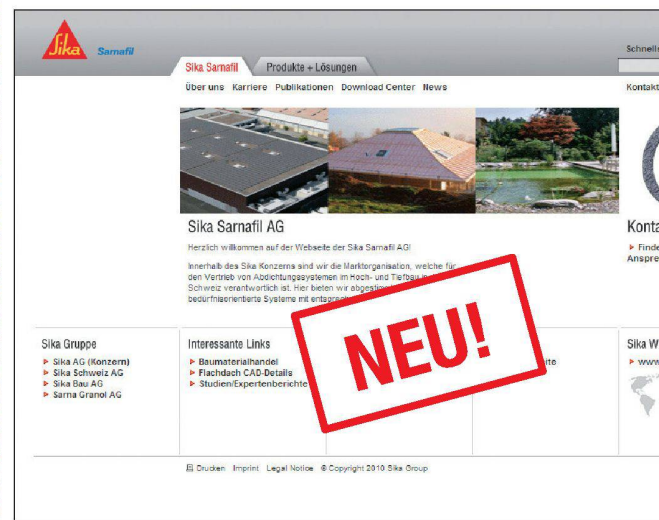 Sika
Sarnafil
Schnells
Sika Sarnafil
Produkte + Lösungen
Über uns Karriere Publikationen Download Center News
Kontakt
Sika Sarnafil AG
Herzlich willkommen auf der Webseite der Sika Sarnafil AG!
Innerhalb des Sika Konzerns sind wir die Marktorganisation, welche für
den Vertrieb von Abdichtungssystemen im Hoch- und Tiefbau in
Schweiz verantwortlich ist. Hier bieten wir
bedürfnisorientierte Systeme mit
Konta
Finde
Anspre
NEU!
Sika Gruppe
Sika AG (Konzern)
Sika Schweiz AG
Sika Bau AG
Sarna Granol AG
Interessante Links
Baumaterialhandel
Flachdach CAD-Details
Studien/Expertenberichte
ite
Sika W
www
Drucken Imprint Legal Notice © Copyright 2010 Sika Group